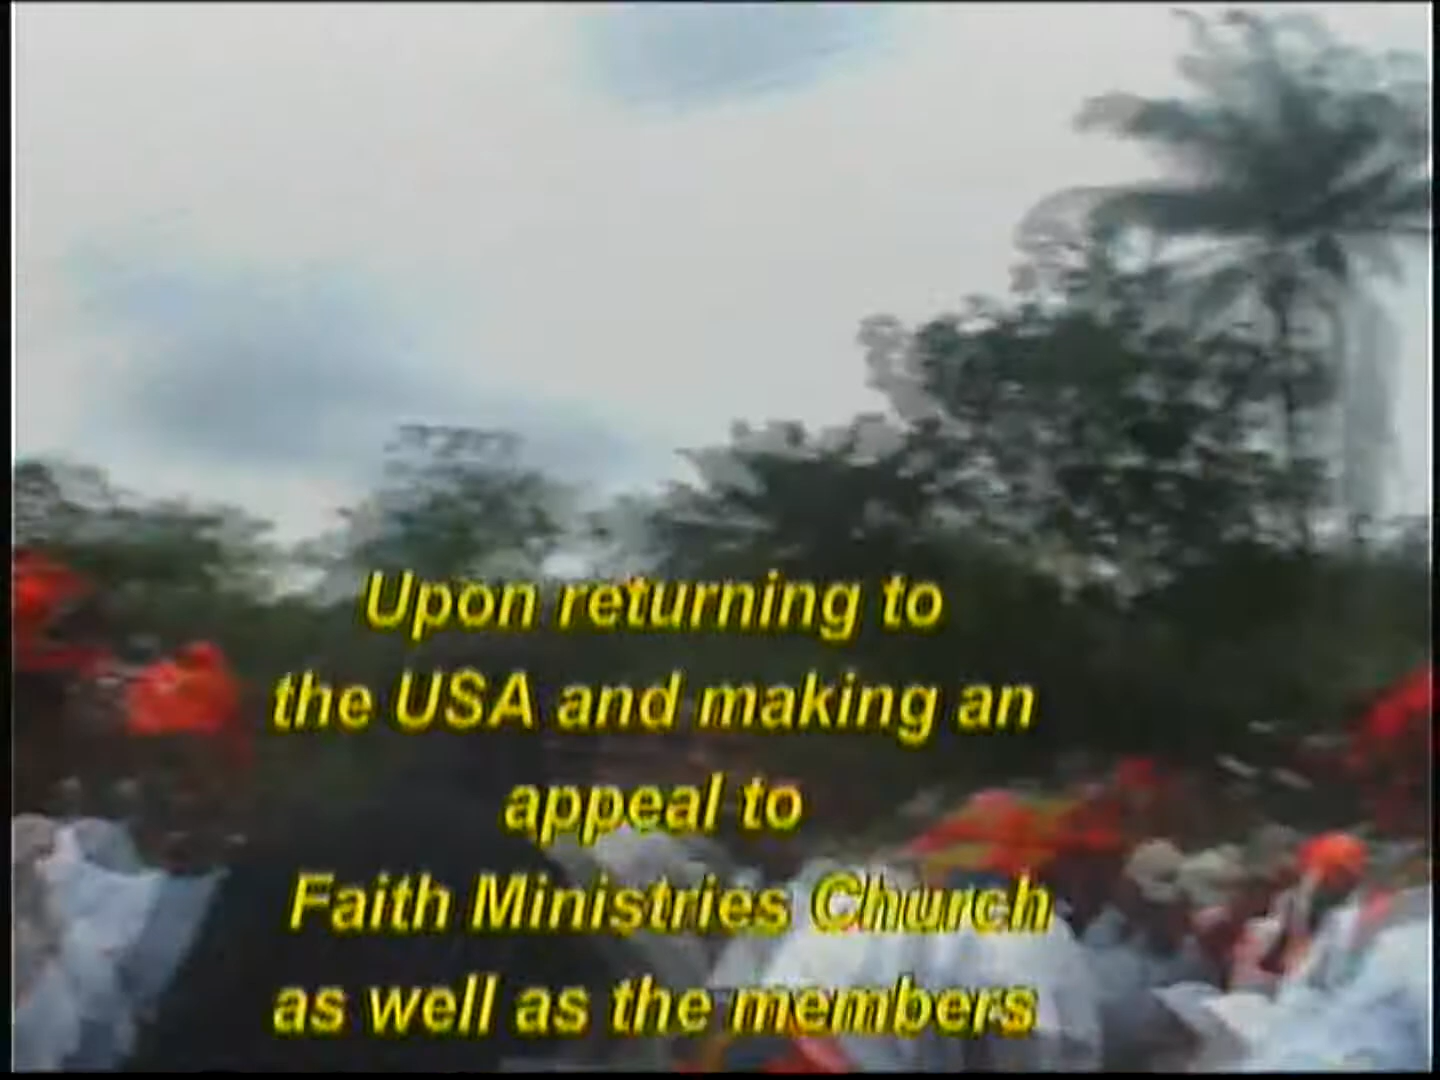 Upon returning to
the USA and making an
appeal to
Faith Ministries Church
as well as the members